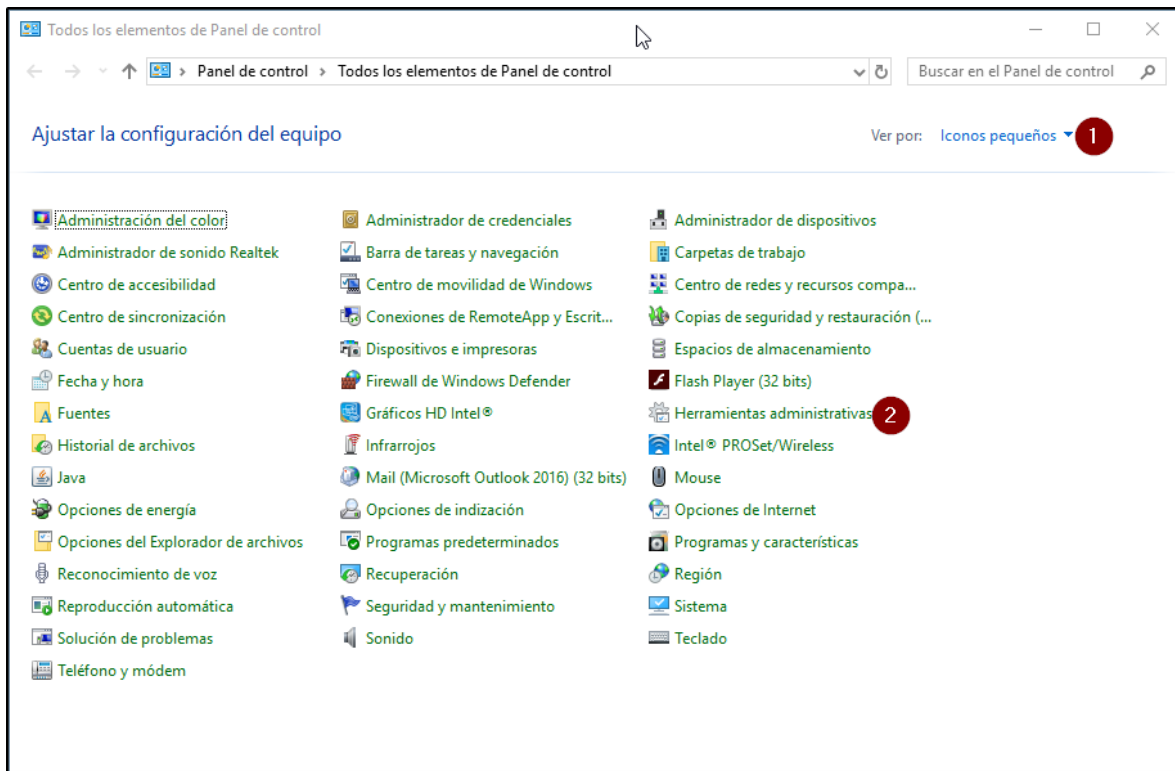 Todos los elementos de Panel de control
Panel de control > Todos los elementos de Panel de control
Buscar en el Panel de control
Ajustar la configuración del equipo
Ver por: Iconos pequeños 1
Administración del color
Administrador de credenciales
Administrador de dispositivos
Administrador de sonido Realtek
Barra de tareas y navegación
Carpetas de trabajo
Centro de accesibilidad
Centro de movilidad de Windows
Centro de redes y recursos compa...
Centro de sincronización
Conexiones de RemoteApp y Escrit...
Copias de seguridad y restauración (...
Cuentas de usuario
Dispositivos e impresoras
Espacios de almacenamiento
Fecha y hora
Firewall de Windows Defender
Flash Player (32 bits)
Fuentes
Gráficos HD Intel®
Herramientas administrativas 2
Historial de archivos
Infrarrojos
Intel® PROSet/Wireless
Java
Mail (Microsoft Outlook 2016) (32 bits)
Mouse
Opciones de energía
Opciones de indización
Opciones de Internet
Opciones del Explorador de archivos
Programas predeterminados
Programas y características
Reconocimiento de voz
Recuperación
Región
Reproducción automática
Seguridad y mantenimiento
Sistema
Solución de problemas
Sonido
Teclado
Teléfono y módem